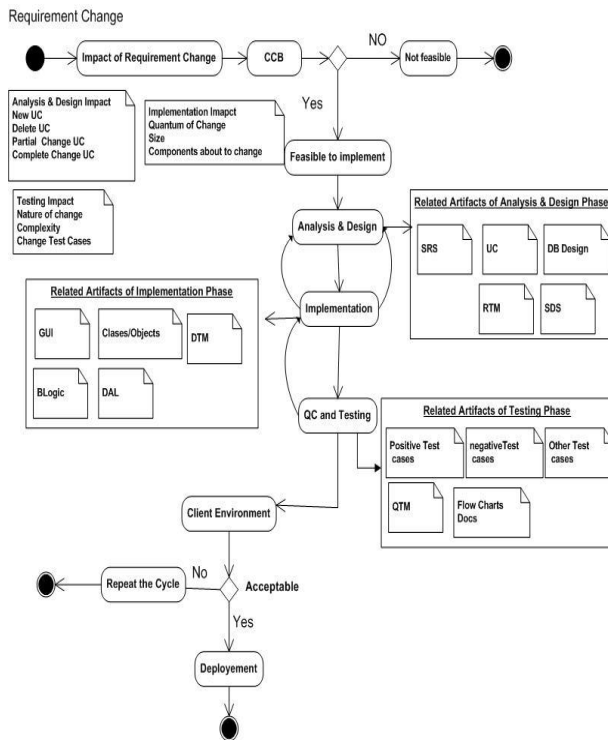 Requirement Change
Impact of Requirement Change
CCB
NO
Not feasible
Yes
Analysis & Design Impact
New UC
Delete UC
Partial Change UC
Complete Change UC
Implementation Imapct
Quantum of Change
Size
Components about to change
Feasible to implement
Testing Impact
Nature of change
Complexity
Change Test Cases
Analysis & Design
Related Artifacts of Analysis & Design Phase
SRS
UC
DB Design
RTM
SDS
Related Artifacts of Implementation Phase
GUI
Clases/Objects
DTM
BLogic
DAL
Implementation
QC and Testing
Related Artifacts of Testing Phase
Positive Test
cases
negativeTest
cases
Other Test
cases
QTM
Flow Charts
Docs
Client Environment
Repeat the Cycle
No
Acceptable
Yes
Deployement